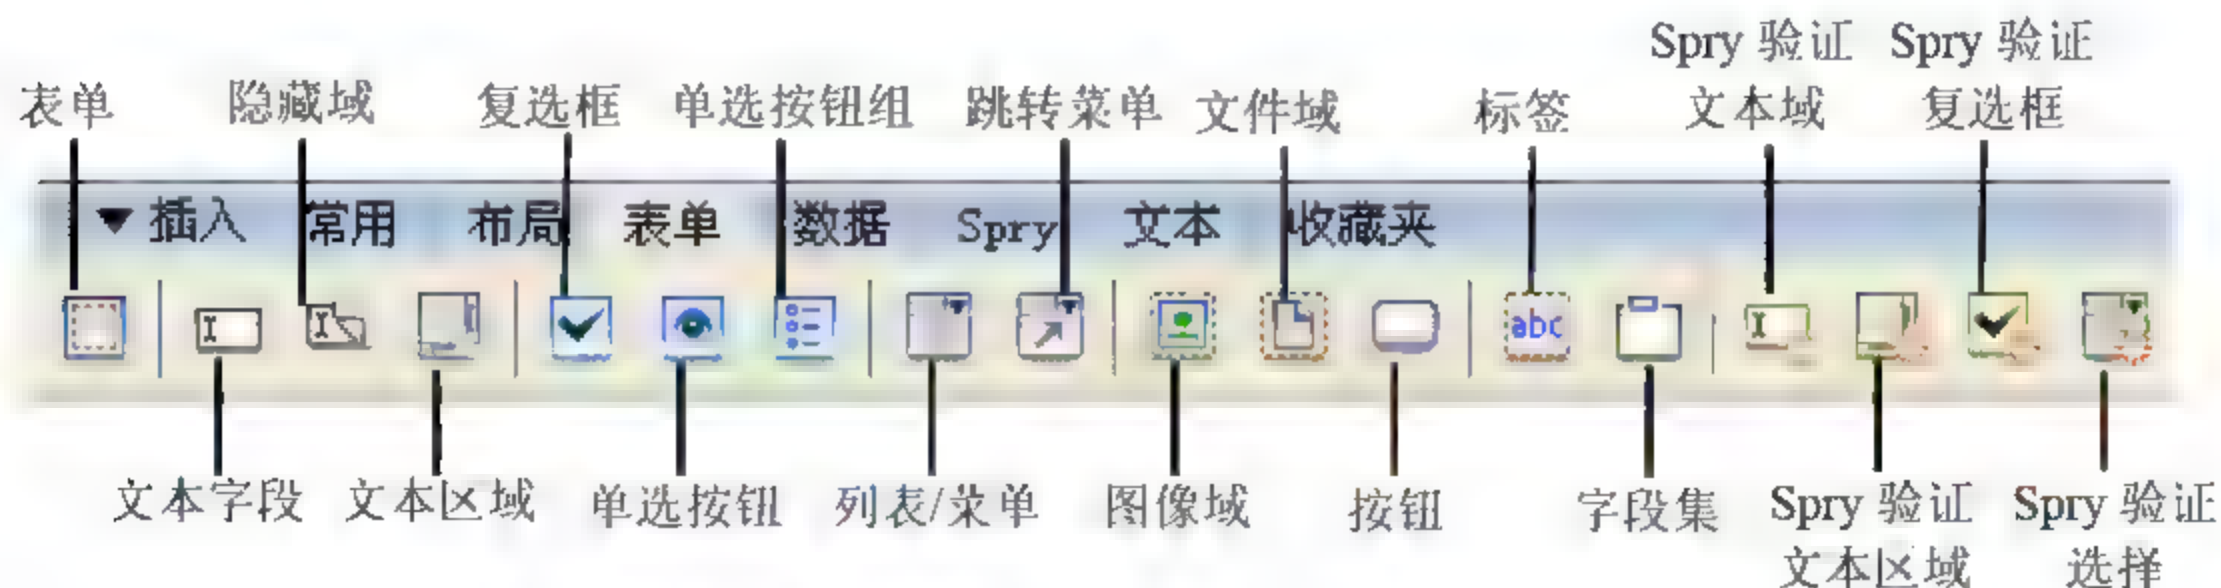 Spry 验证 Spry 验证
表单 隐藏域 复选框 单选按钮组 跳转菜单 文件域 标签 文本域 复选框
▼ 插入 常用 布局 表单 数据 Spry 文本 收藏夹
abc
文本字段 文本区域 单选按钮 列表/菜单 图像域 按钮 字段集 Spry 验证 Spry 验证
文本区域 选择